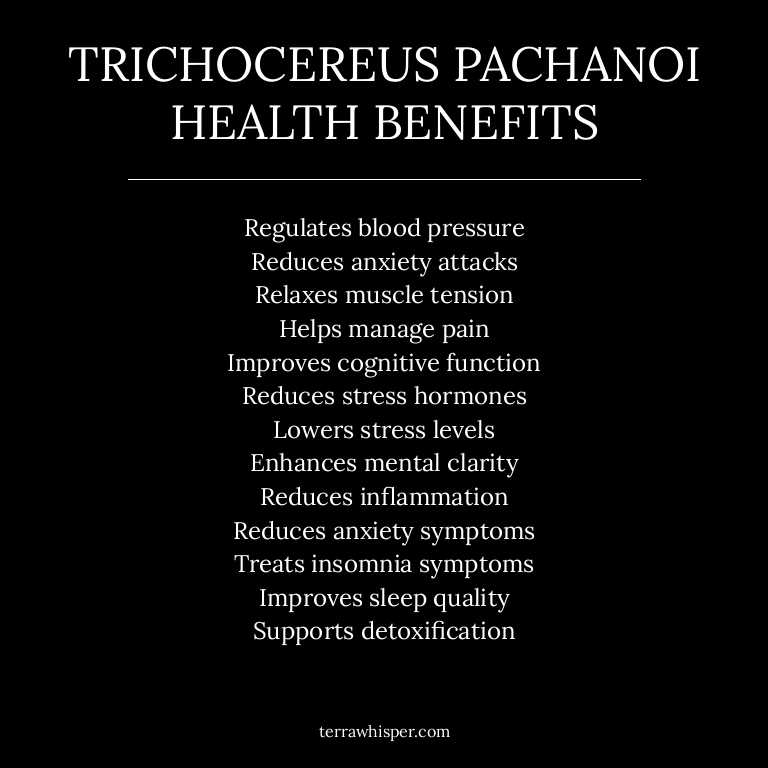 TRICHOCEREUS PACHANOI
HEALTH BENEFITS
Regulates blood pressure
Reduces anxiety attacks
Relaxes muscle tension
Helps manage pain
Improves cognitive function
Reduces stress hormones
Lowers stress levels
Enhances mental clarity
Reduces inflammation
Reduces anxiety symptoms
Treats insomnia symptoms
Improves sleep quality
Supports detoxification
terrawhisper.com